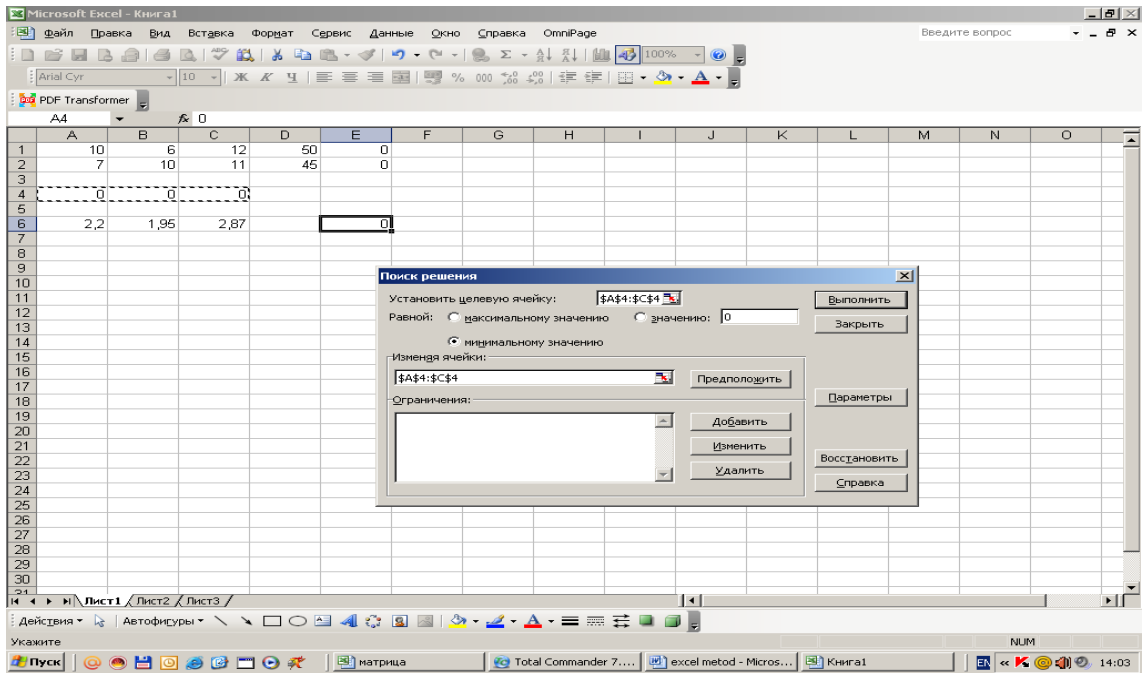 Microsoft Excel - Книга1
Файл Правка Вид Вставка Формат Сервис Данные Окно Справка OmniPage Введите вопрос
100%
Arial Cyr 10 Ж К Ч % 000
PDF Transformer
A4 fx 0
A B C D E F G H I J K L M N O
1 10 6 12 50 0
2 7 10 11 45 0
3
4 0 0 0
5
6 2,2 1,95 2,87 0
7
8
9
10
11
12
13
14
15
16
17
18
19
20
21
22
23
24
25
26
27
28
29
30
31
Поиск решения
Установить целевую ячейку: $A$4:$C$4 Выполнить
Равной: максимальному значению значению: 0 Закрыть
минимальному значению
Изменяя ячейки:
$A$4:$C$4 Предположить
Параметры
Ограничения:
Добавить
Изменить
Восстановить
Удалить
Справка
Лист1 Лист2 Лист3
Действия Автофигуры
Укажите NUM
Пуск матрица Total Commander 7.... excel metod - Micros... Книга1 EN 14:03